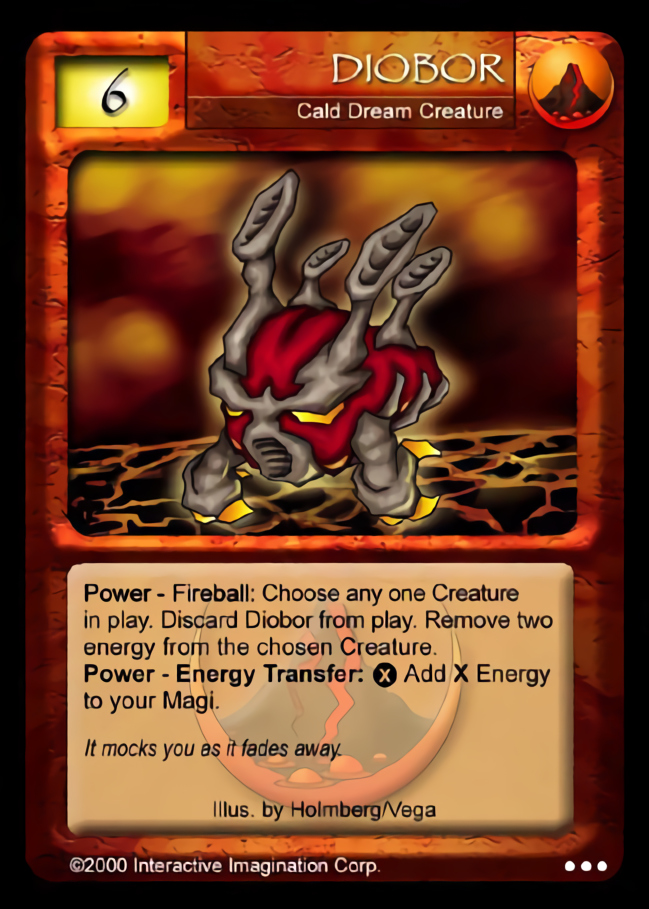 6
DIOBOR
Cald Dream Creature
Power - Fireball: Choose any one Creature
in play. Discard Diobor from play. Remove two
energy from the chosen Creature.
Power - Energy Transfer: X Add X Energy
to your Magi.
It mocks you as it fades away.
Illus. by Holmberg/Vega
©2000 Interactive Imagination Corp.